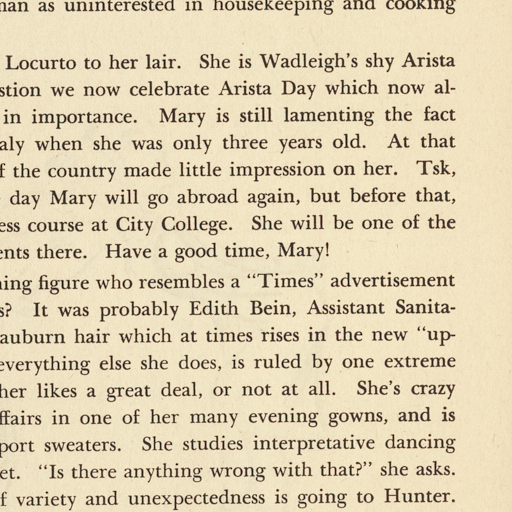 man as uninterested in housekeeping and cooking
Locurto to her lair. She is Wadleigh's shy Arista
stion we now celebrate Arista Day which now al-
in importance. Mary is still lamenting the fact
aly when she was only three years old. At that
f the country made little impression on her. Tsk,
day Mary will go abroad again, but before that,
ess course at City College. She will be one of the
ents there. Have a good time, Mary!
ning figure who resembles a "Times" advertisement
s? It was probably Edith Bein, Assistant Sanita-
auburn hair which at times rises in the new "up-
everything else she does, is ruled by one extreme
her likes a great deal, or not at all. She's crazy
ffairs in one of her many evening gowns, and is
port sweaters. She studies interpretative dancing
et. "Is there anything wrong with that?" she asks.
f variety and unexpectedness is going to Hunter.